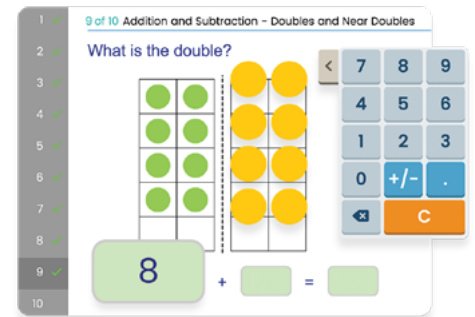 9 of 10 Addition and Subtraction - Doubles and Near Doubles
What is the double?
1
2
3
4
5
6
7
8
9
10
<
7 8 9
4 5 6
1 2 3
0 +/- .
C
8 + =